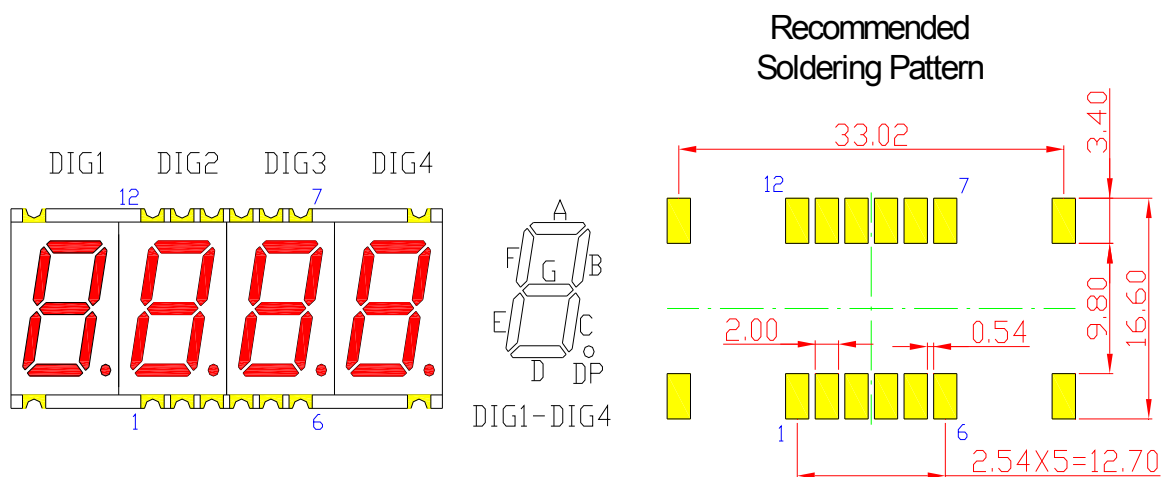 Recommended
Soldering Pattern
DIG1 DIG2 DIG3 DIG4
12 7
1 6
A
F B
G
E C
D DP
DIG1-DIG4
33.02
3.40
12 7
9.80
16.60
2.00 0.54
1 6
2.54X5=12.70